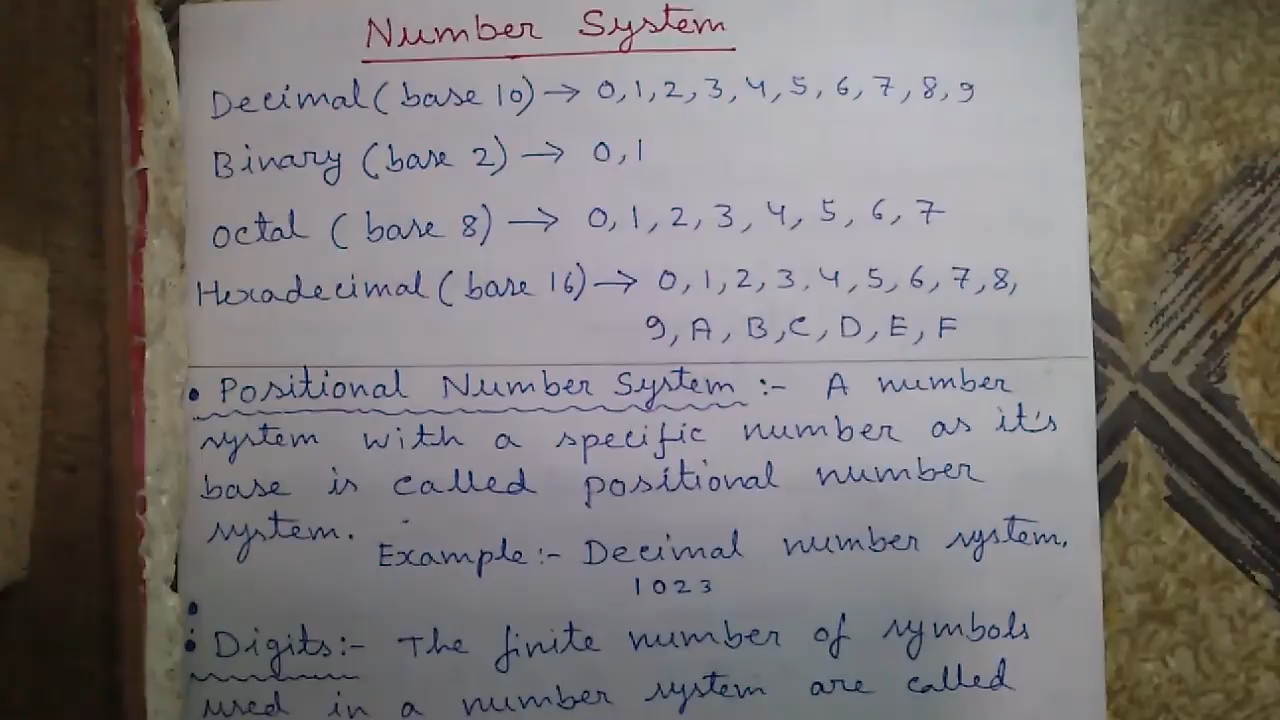 Number System
Decimal (base 10) → 0, 1, 2, 3, 4, 5, 6, 7, 8, 9
Binary (base 2) → 0, 1
Octal (base 8) → 0, 1, 2, 3, 4, 5, 6, 7
Hexadecimal (base 16) → 0, 1, 2, 3, 4, 5, 6, 7, 8,
9, A, B, C, D, E, F
• Positional Number System :- A number
system with a specific number as it's
base is called positional number
system.
Example :- Decimal number system.
1023
• Digits :- The finite number of symbols
used in a number system are called